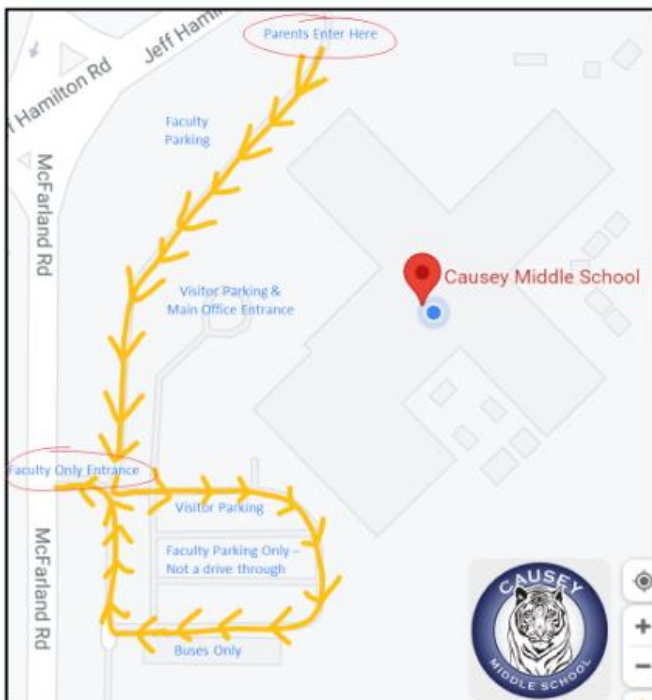 Parents Enter Here
Jeff Hamilton
f Hamilton Rd
Faculty
Parking
McFarland Rd
Causey Middle School
Visitor Parking &
Main Office Entrance
Faculty Only Entrance
Visitor Parking
Faculty Parking Only –
Not a drive through
McFarland Rd
Buses Only
CAUSEY
MIDDLE SCHOOL